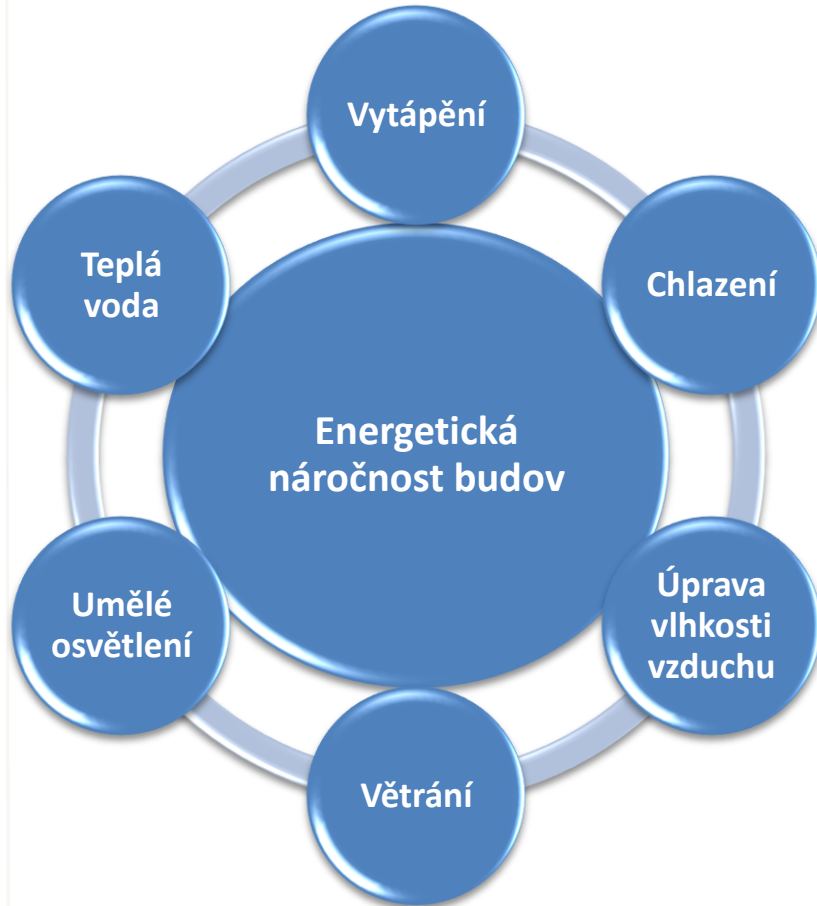 Vytápění
Teplá
voda
Chlazení
Energetická
náročnost budov
Umělé
osvětlení
Úprava
vlhkosti
vzduchu
Větrání